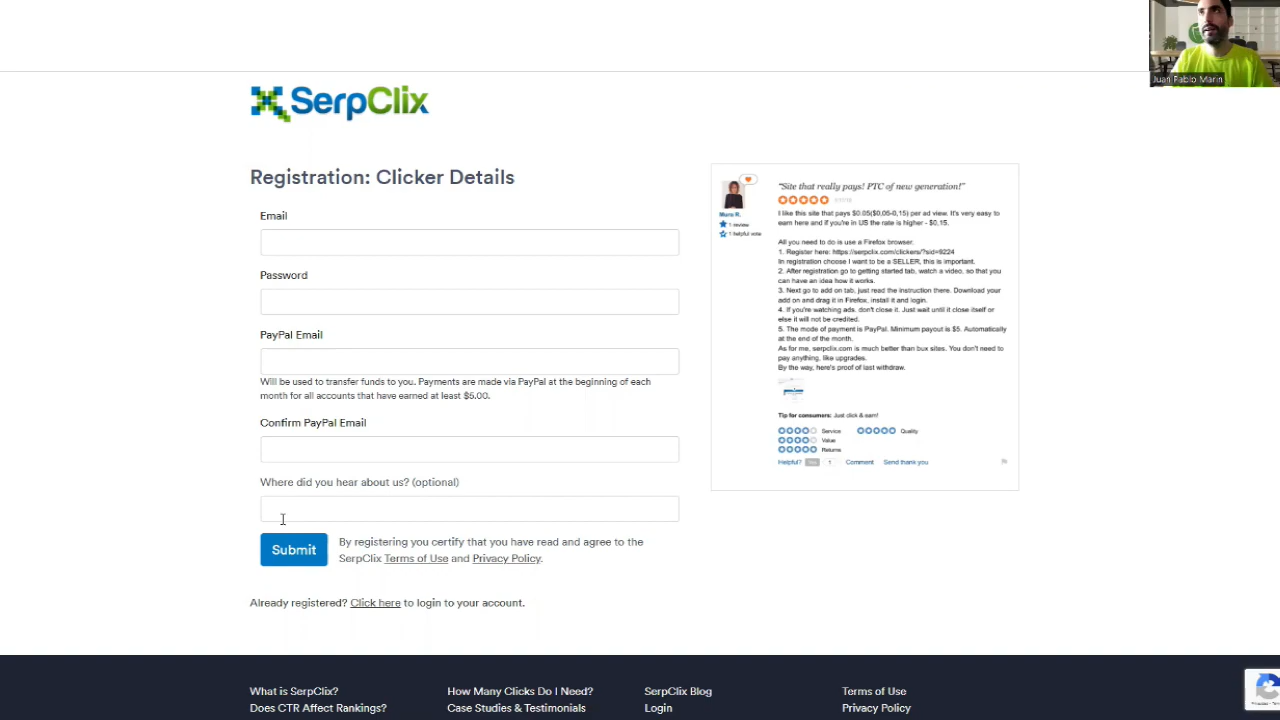 Juan Pablo Marin
SerpClix
Registration: Clicker Details
Email
Password
PayPal Email
Will be used to transfer funds to you. Payments are made via PayPal at the beginning of each
month for all accounts that have earned at least $5.00.
Confirm PayPal Email
Where did you hear about us? (optional)
Submit
By registering you certify that you have read and agree to the
SerpClix Terms of Use and Privacy Policy.
Already registered? Click here to login to your account.
"Site that really pays! PTC of new generation!"
Muro R.
1 review
1 helpful vote
I like this site that pays $0.05($0,05-0,15) per ad view. It's very easy to
earn here and if you're in US the rate is higher - $0,15.
All you need to do is use a Firefox browser.
1. Register here: https://serpclix.com/clickers/?sid=9224
In registration choose I want to be a SELLER, this is important.
2. After registration go to getting started tab, watch a video, so that you
can have an idea how it works.
3. Next go to add on tab, just read the instruction there. Download your
add on and drag it in Firefox, install it and login.
4. If you're watching ads, don't close it. Just wait until it close itself or
else it will not be credited.
5. The mode of payment is PayPal. Minimum payout is $5. Automatically
at the end of the month.
As for me, serpclix.com is much better than bux sites. You don't need to
pay anything, like upgrades.
By the way, here's proof of last withdraw.
Tip for consumers: Just click & earn!
Service
Quality
Value
Returns
Helpful? Yes 1 Comment Send thank you
What is SerpClix?
How Many Clicks Do I Need?
SerpClix Blog
Terms of Use
Does CTR Affect Rankings?
Case Studies & Testimonials
Login
Privacy Policy